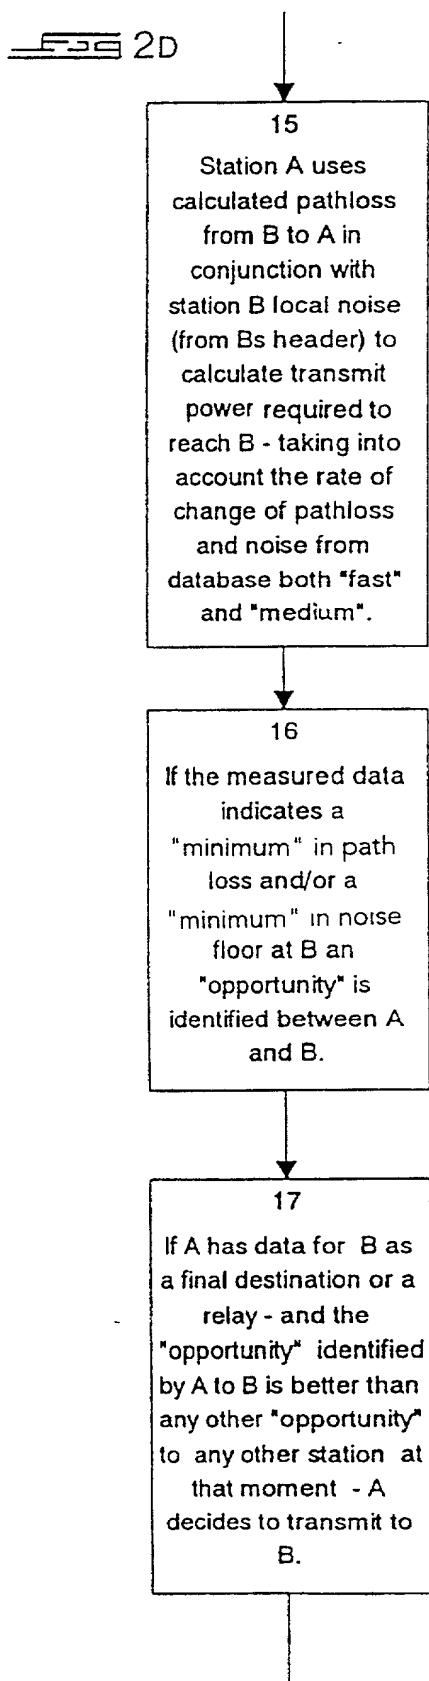 FIG 2D
15
Station A uses
calculated pathloss
from B to A in
conjunction with
station B local noise
(from Bs header) to
calculate transmit
power required to
reach B - taking into
account the rate of
change of pathloss
and noise from
database both "fast"
and "medium".
16
If the measured data
indicates a
"minimum" in path
loss and/or a
"minimum" in noise
floor at B an
"opportunity" is
identified between A
and B.
17
If A has data for B as
a final destination or a
relay - and the
"opportunity" identified
by A to B is better than
any other "opportunity"
to any other station at
that moment - A
decides to transmit to
B.